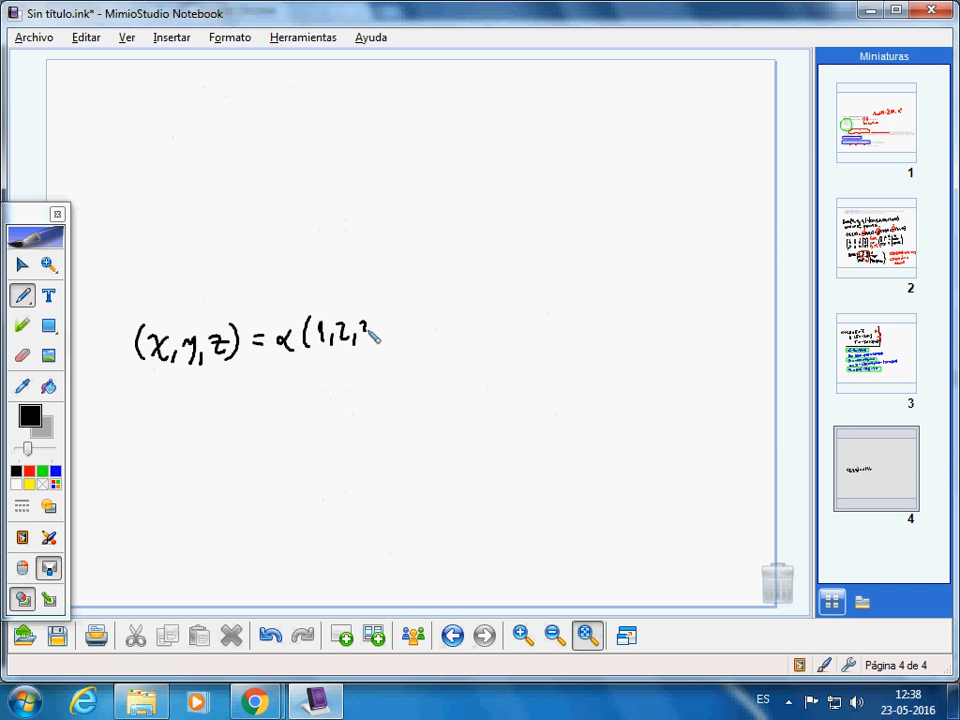 Sin título.ink* - MimioStudio Notebook
Archivo Editar Ver Insertar Formato Herramientas Ayuda
Miniaturas
1
2
3
4
(x, y, z) = α (1, 2,
Página 4 de 4
ES
12:38
23-05-2016